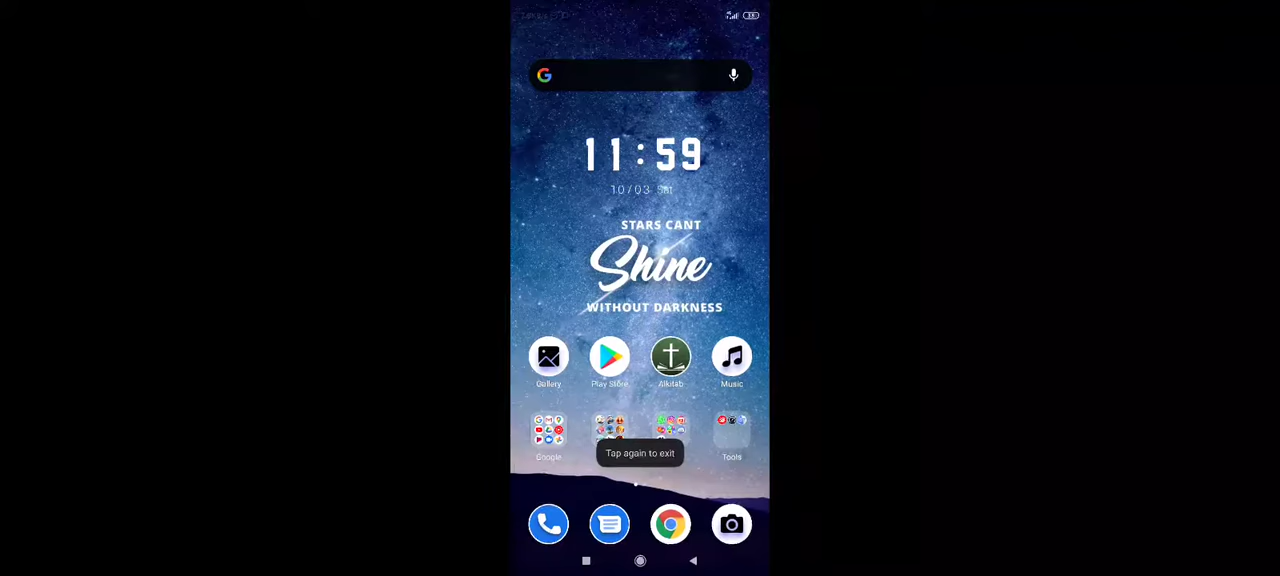 11:59
10/03 Sat
STARS CANT
Shine
WITHOUT DARKNESS
Gallery
Play Store
Alkitab
Music
Google
Tools
Tap again to exit